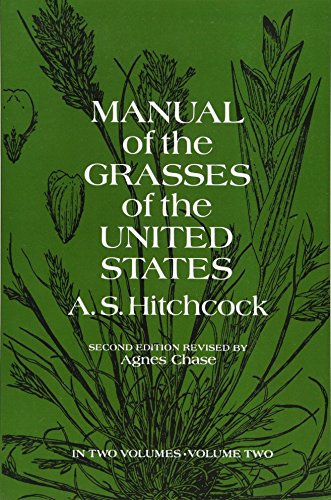 MANUAL
of the
GRASSES
of the
UNITED
STATES
A. S. Hitchcock
SECOND EDITION REVISED BY
Agnes Chase
IN TWO VOLUMES · VOLUME TWO